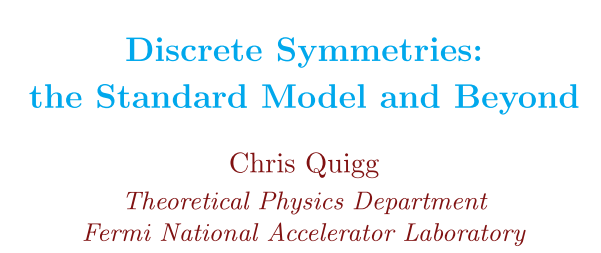 Discrete Symmetries:
the Standard Model and Beyond
Chris Quigg
Theoretical Physics Department
Fermi National Accelerator Laboratory